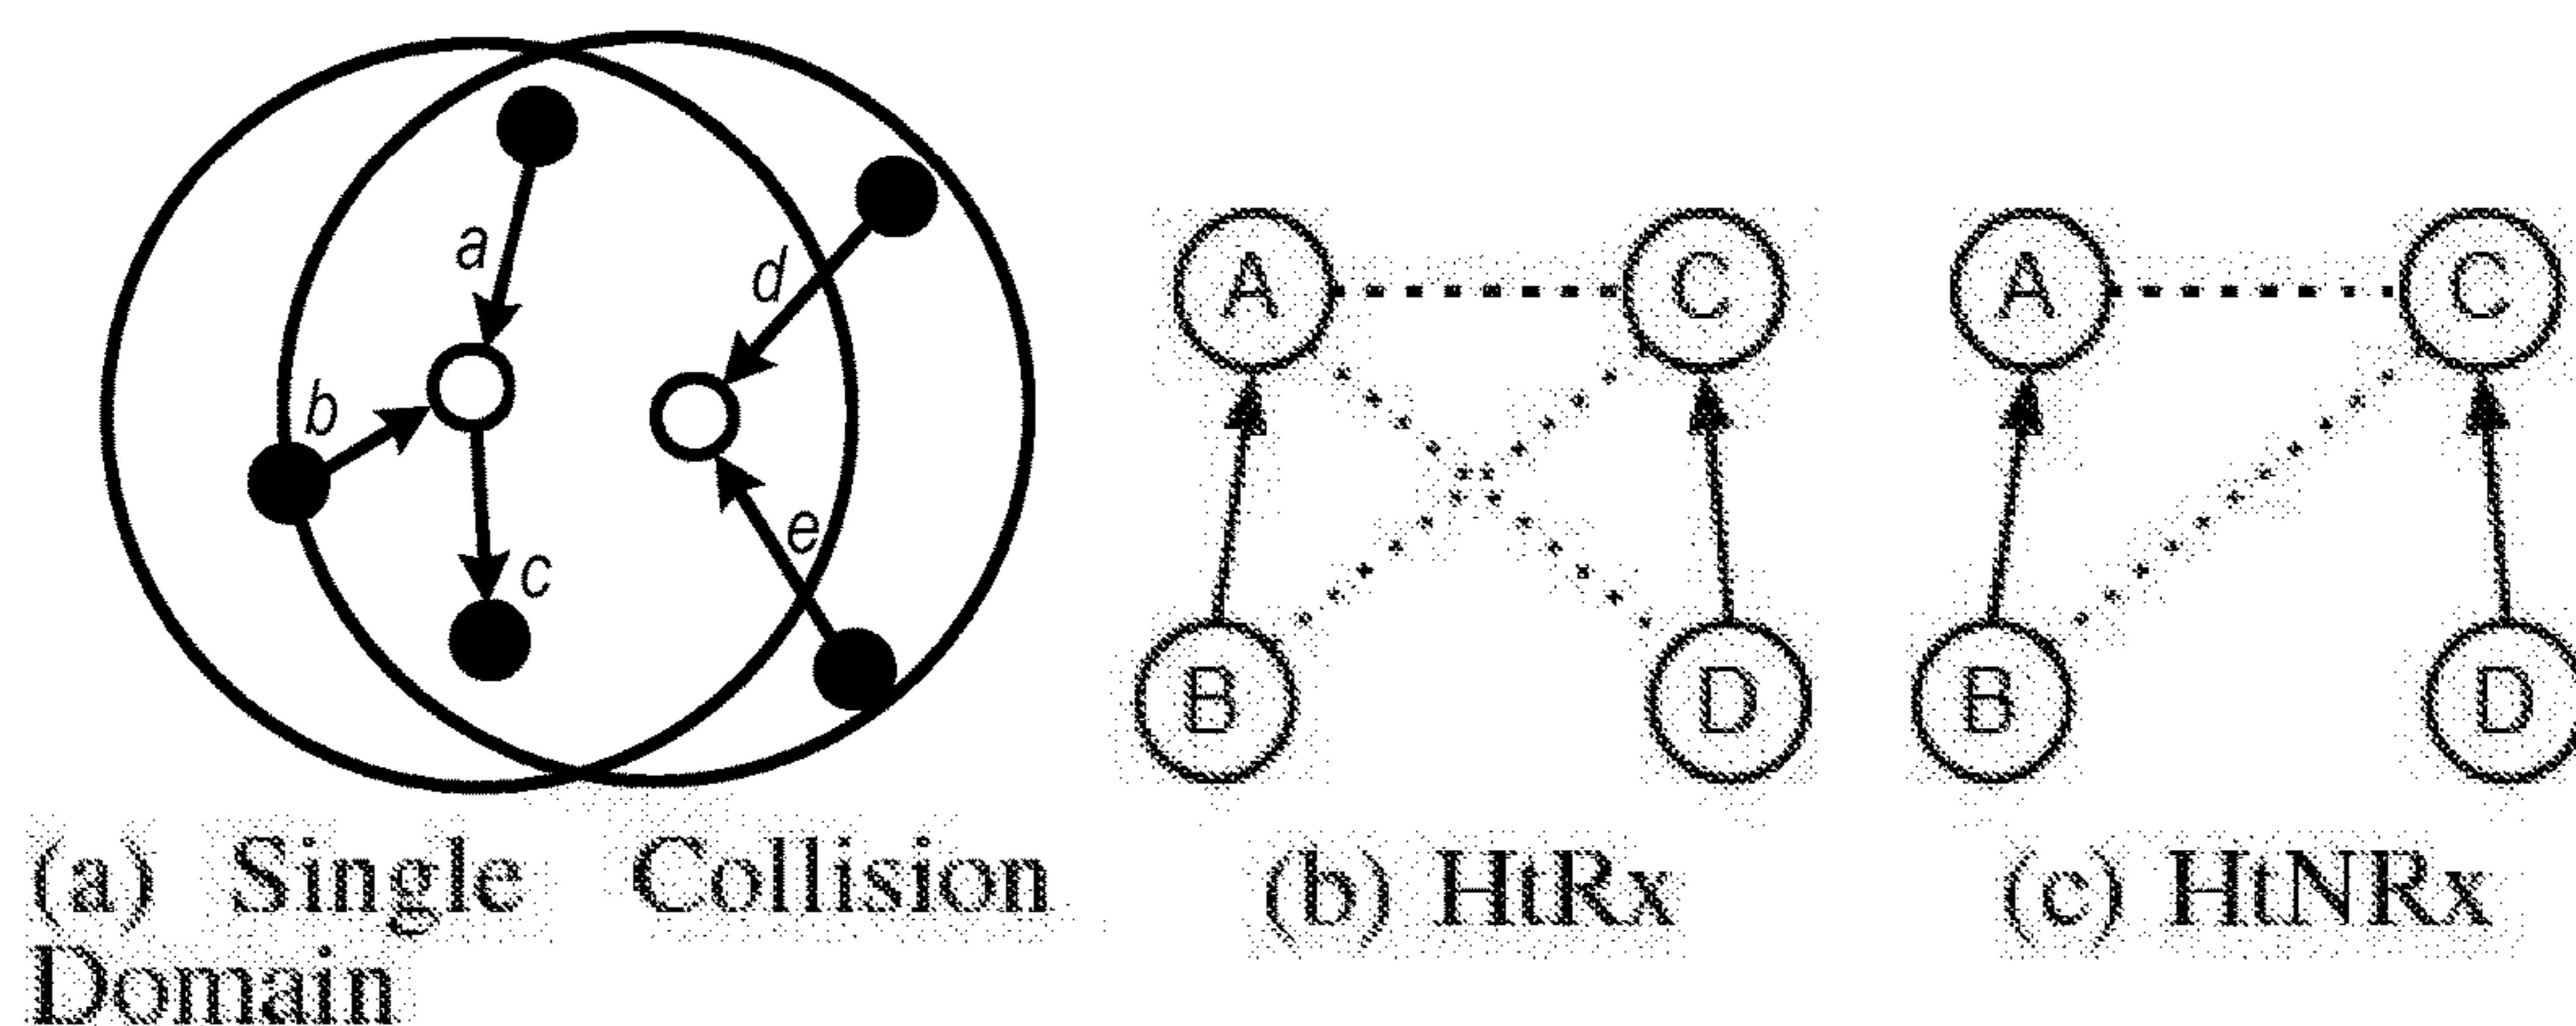 a
d
b
e
c
A
C
A
C
B
D
B
D
(a) Single Collision
Domain
(b) HtRx
(c) HtNRx